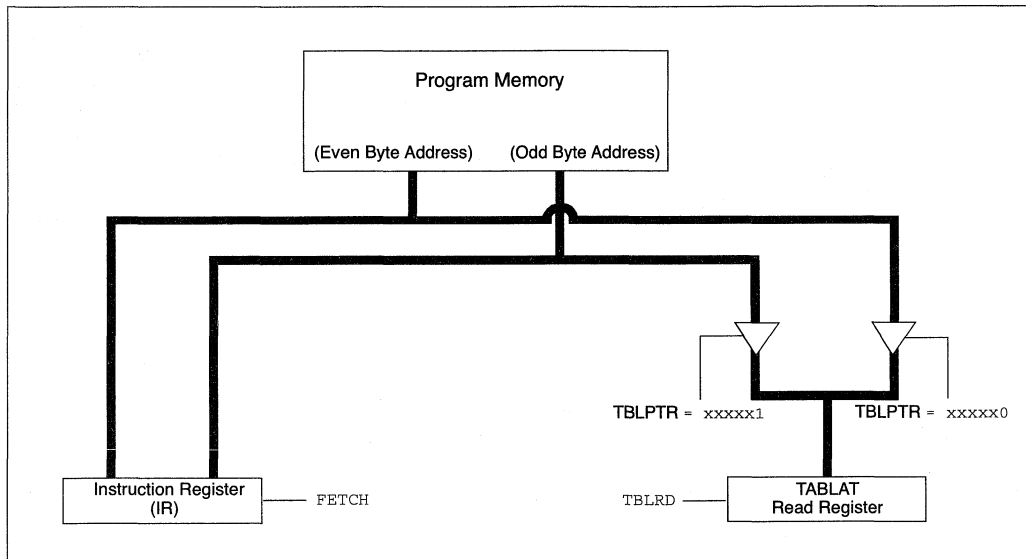 Program Memory
(Even Byte Address) (Odd Byte Address)
TBLPTR = xxxxx1 TBLPTR = xxxxx0
Instruction Register
(IR)
FETCH
TBLRD
TABLAT
Read Register